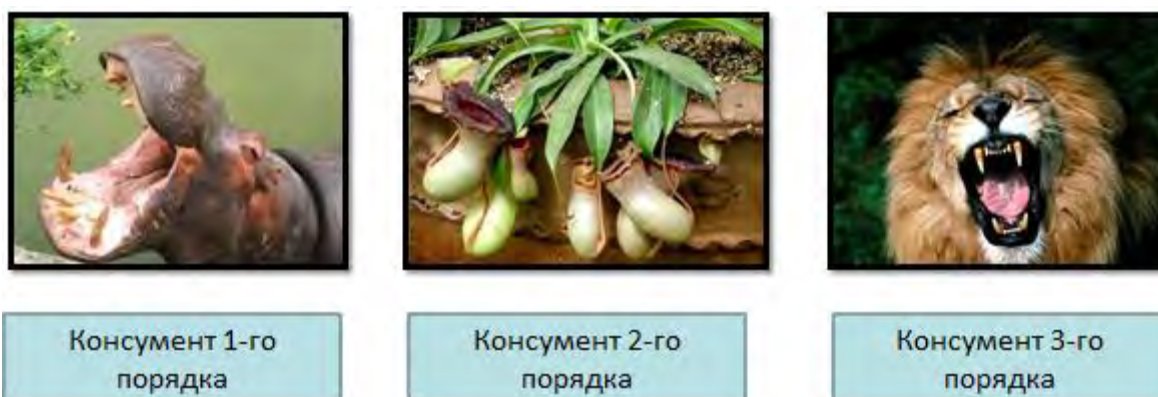 Консумент 1-го
порядка
Консумент 2-го
порядка
Консумент 3-го
порядка